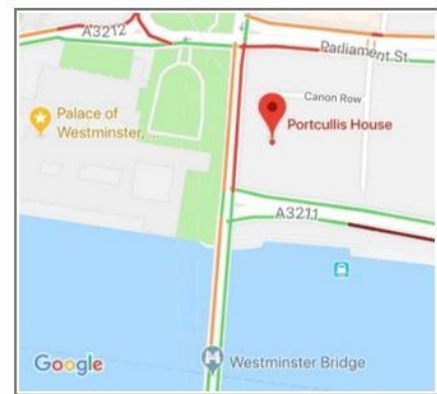 A3212
Parliament St
Canon Row
Palace of
Westminster, ...
Portcullis House
A3211
Westminster Bridge
Google